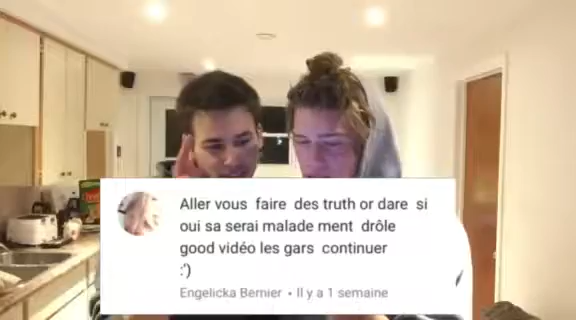 Aller vous faire des truth or dare si
oui sa serai malade ment drôle
good vidéo les gars continuer
:')
Engelicka Bernier • Il y a 1 semaine